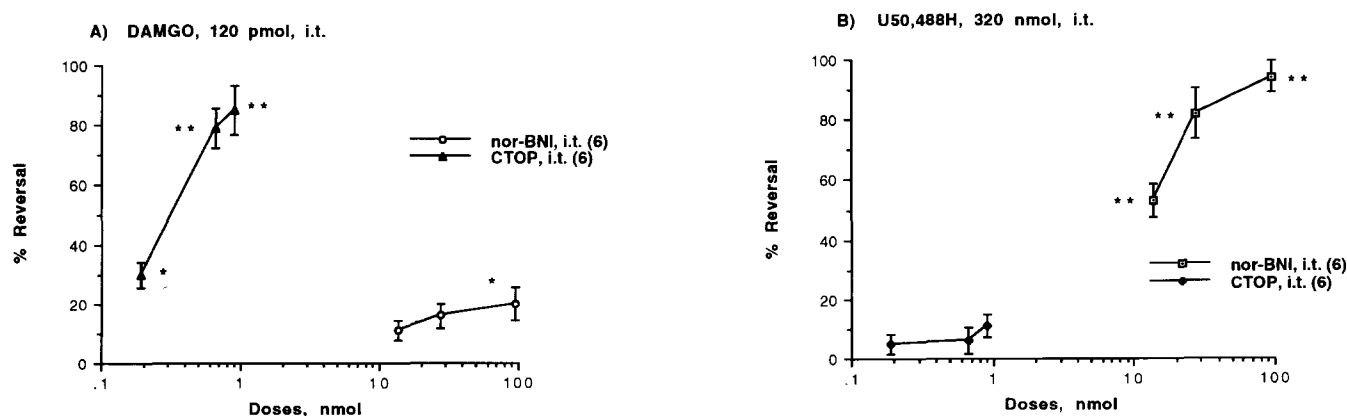 A) DAMGO, 120 pmol, i.t.
100
80
60
40
20
0
% Reversal
* *
* *
*
*
nor-BNI, i.t. (6)
CTOP, i.t. (6)
.1
1
10
100
Doses, nmol
B) U50,488H, 320 nmol, i.t.
100
80
60
40
20
0
% Reversal
* *
* *
* *
nor-BNI, i.t. (6)
CTOP, i.t. (6)
.1
1
10
100
Doses, nmol